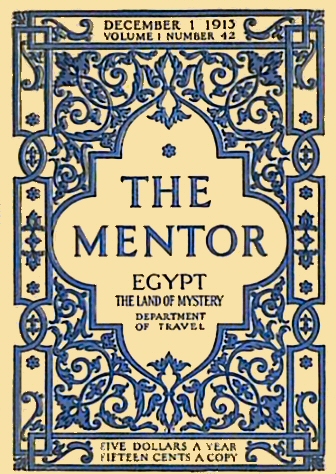 DECEMBER 1 1913
VOLUME 1 NUMBER 42
THE
MENTOR
EGYPT
THE LAND OF MYSTERY
DEPARTMENT
OF TRAVEL
FIVE DOLLARS A YEAR
FIFTEEN CENTS A COPY